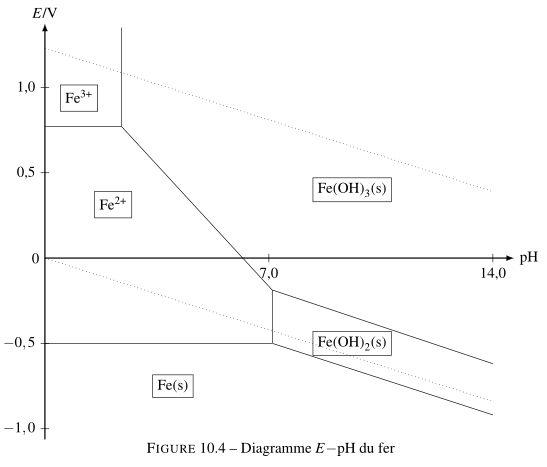 E/V
1,0
Fe³⁺
0,5
Fe(OH)₃(s)
Fe²⁺
0
pH
7,0
14,0
−0,5
Fe(OH)₂(s)
Fe(s)
−1,0
FIGURE 10.4 – Diagramme E−pH du fer